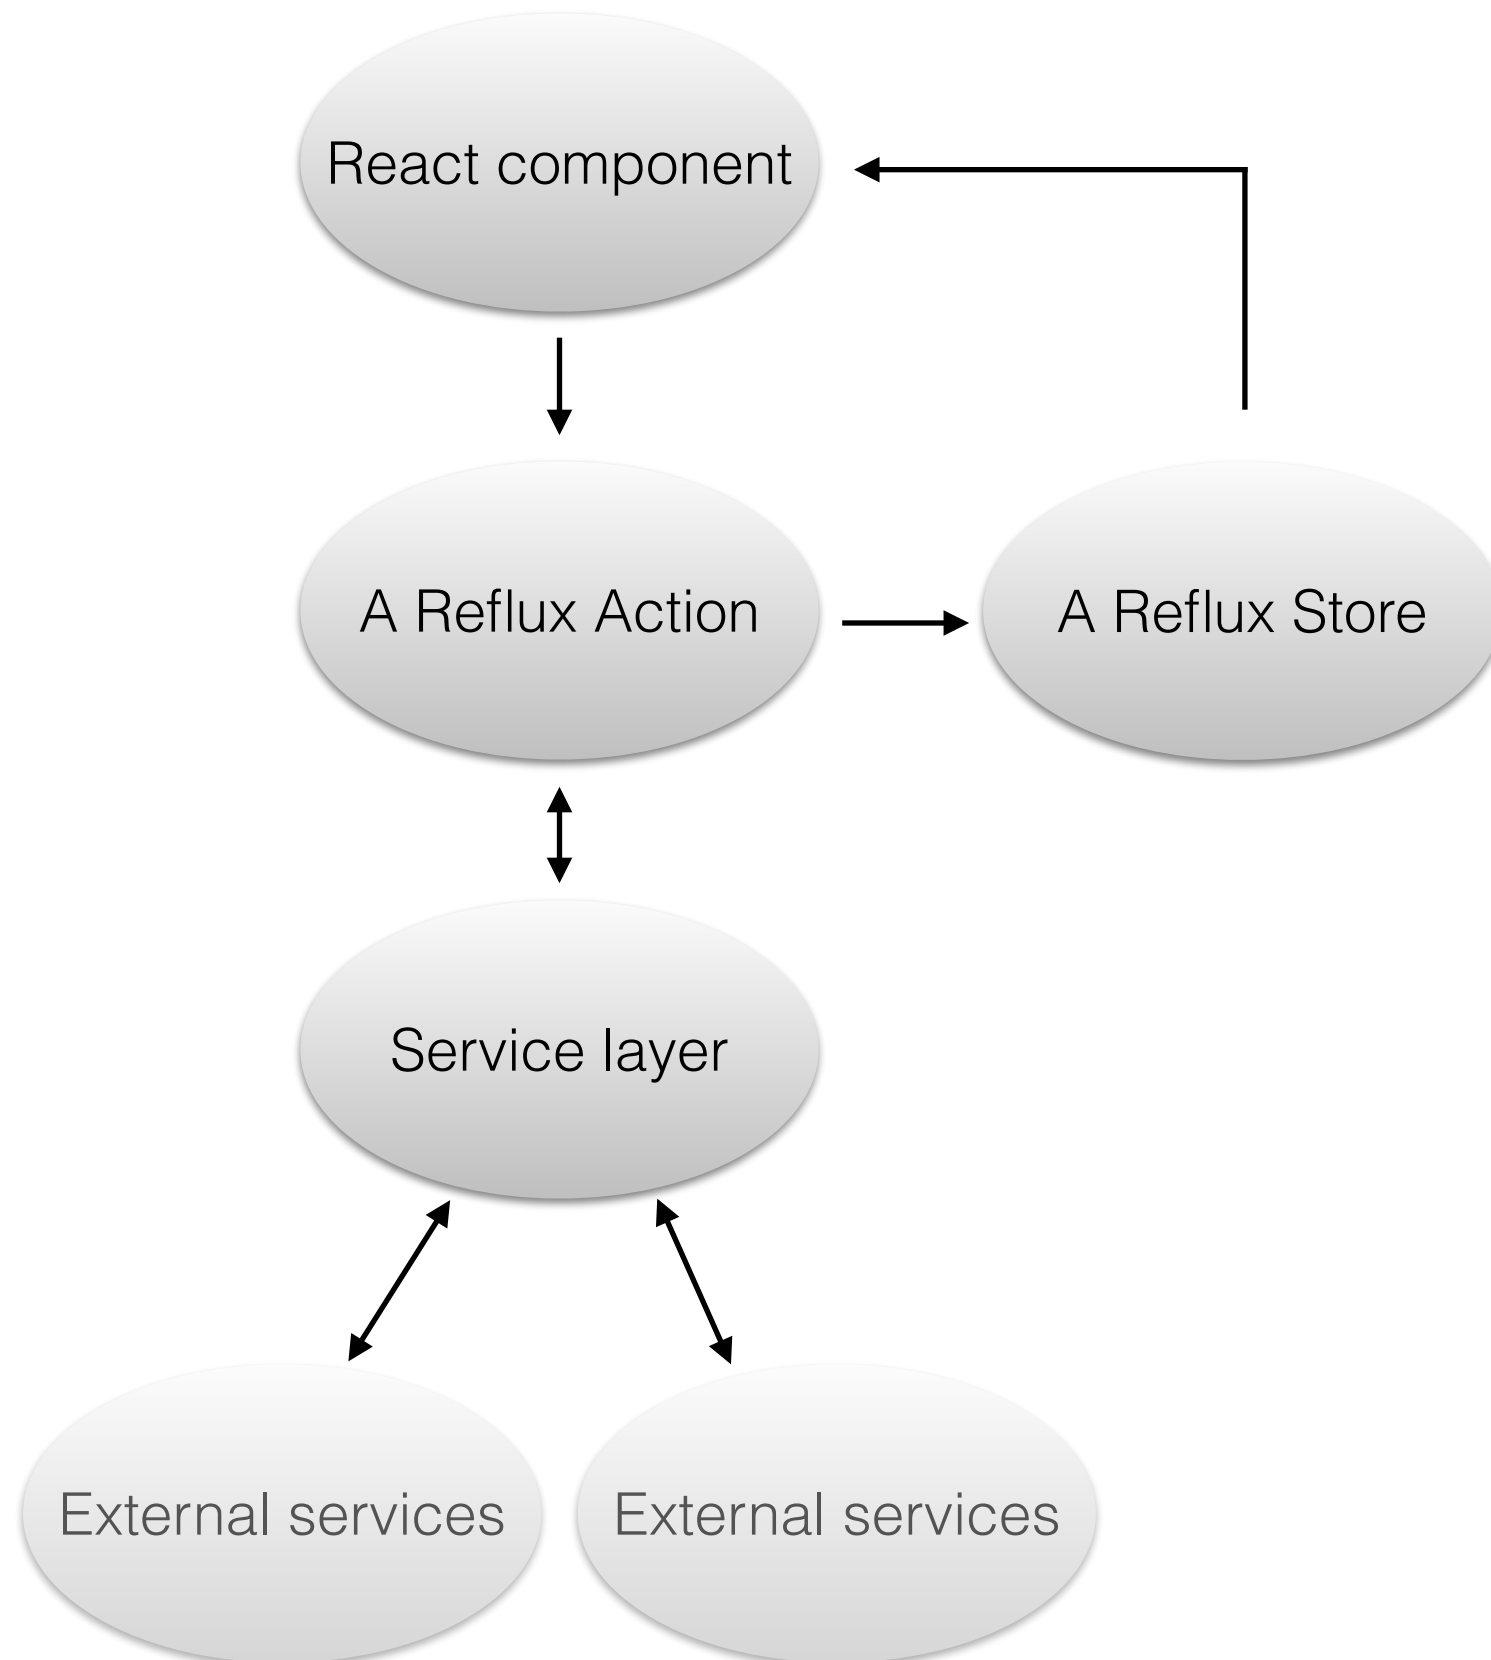 React component
A Reflux Action
A Reflux Store
Service layer
External services
External services